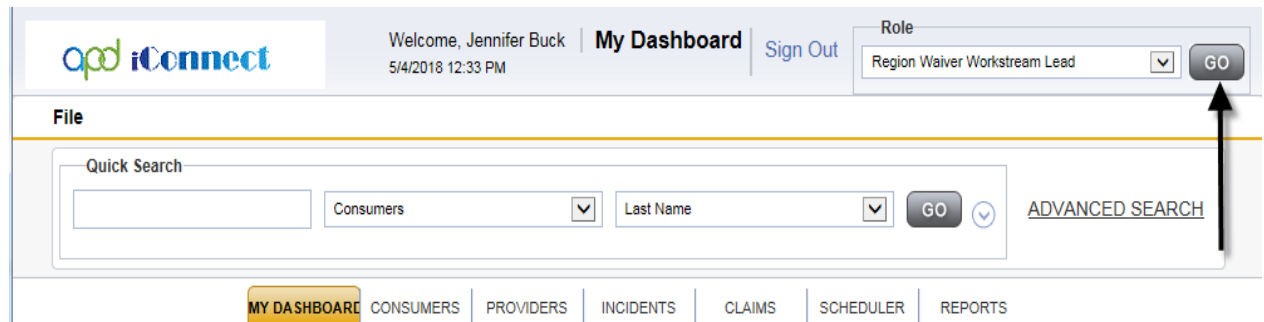 apd iConnect
Welcome, Jennifer Buck
5/4/2018 12:33 PM
My Dashboard
Sign Out
Role
Region Waiver Workstream Lead
GO
File
Quick Search
Consumers
Last Name
GO
ADVANCED SEARCH
MY DASHBOARD CONSUMERS PROVIDERS INCIDENTS CLAIMS SCHEDULER REPORTS